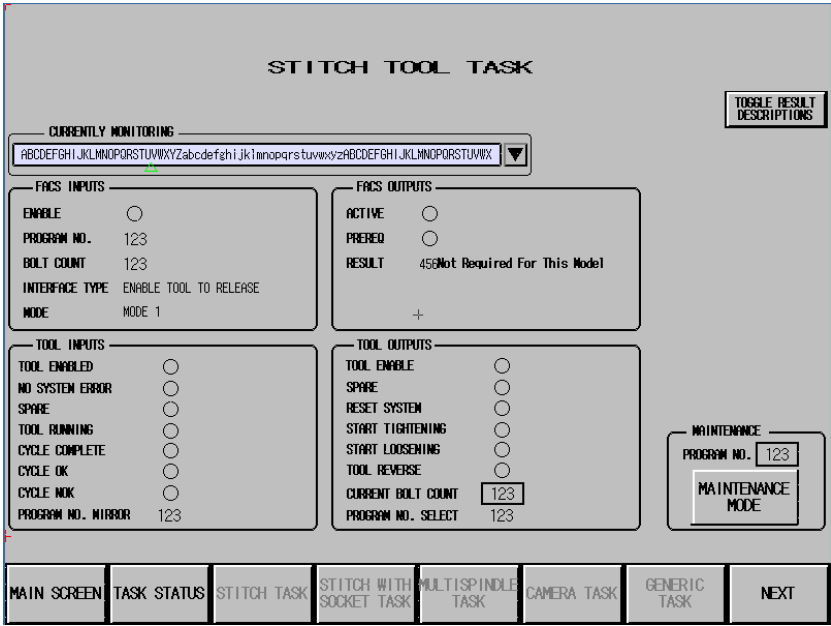 STITCH TOOL TASK
TOGGLE RESULT
DESCRIPTIONS
CURRENTLY MONITORING
ABCDEFGHIJKLMNOPQRSTUVWXYZabcdefghijklmnopqrstuvwxyzABCDEFGHIJKLMNOPQRSTUVWX
FACS INPUTS
ENABLE
PROGRAM NO. 123
BOLT COUNT 123
INTERFACE TYPE ENABLE TOOL TO RELEASE
MODE MODE 1
FACS OUTPUTS
ACTIVE
PREREQ
RESULT 456Not Required For This Model
TOOL INPUTS
TOOL ENABLED
NO SYSTEM ERROR
SPARE
TOOL RUNNING
CYCLE COMPLETE
CYCLE OK
CYCLE NOK
PROGRAM NO. MIRROR 123
TOOL OUTPUTS
TOOL ENABLE
SPARE
RESET SYSTEM
START TIGHTENING
START LOOSENING
TOOL REVERSE
CURRENT BOLT COUNT 123
PROGRAM NO. SELECT 123
MAINTENANCE
PROGRAM NO. 123
MAINTENANCE
MODE
MAIN SCREEN
TASK STATUS
STITCH TASK
STITCH WITH
SOCKET TASK
MULTISPINDLE
TASK
CAMERA TASK
GENERIC
TASK
NEXT